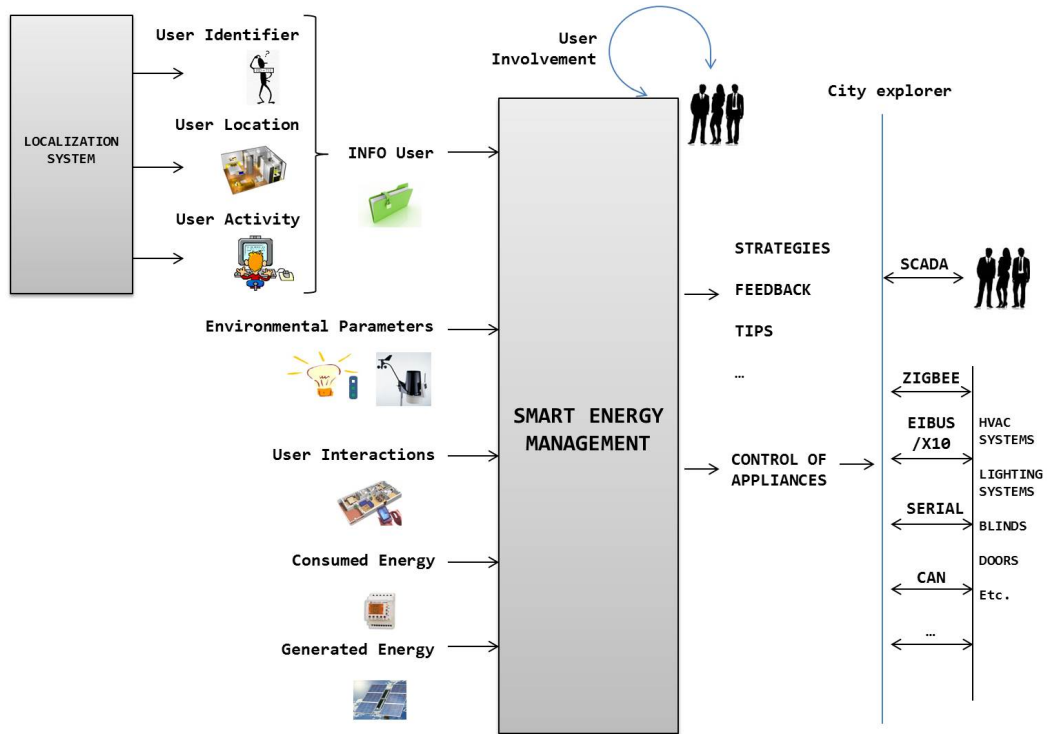 User Identifier
LOCALIZATION
SYSTEM
User Location
User Activity
INFO User
Environmental Parameters
User Interactions
Consumed Energy
Generated Energy
SMART ENERGY
MANAGEMENT
User
Involvement
STRATEGIES
FEEDBACK
TIPS
…
CONTROL OF
APPLIANCES
City explorer
SCADA
ZIGBEE
EIBUS
/X10
SERIAL
CAN
…
HVAC
SYSTEMS
LIGHTING
SYSTEMS
BLINDS
DOORS
Etc.